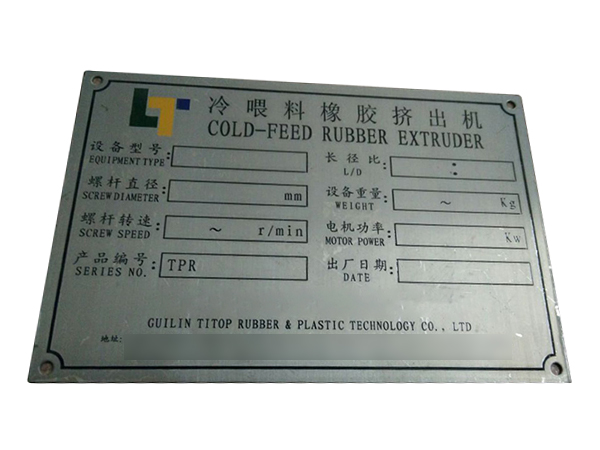 LT
冷喂料橡胶挤出机
COLD-FEED RUBBER EXTRUDER
设备型号:
EQUIPMENT TYPE
长径比: :
L/D
螺杆直径: mm
SCREW DIAMETER
设备重量: ~ Kg
WEIGHT
螺杆转速: ~ r/min
SCREW SPEED
电机功率: Kw
MOTOR POWER
产品编号: TPR
SERIES NO.
出厂日期:
DATE
GUILIN TITOP RUBBER & PLASTIC TECHNOLOGY CO., LTD
地址: